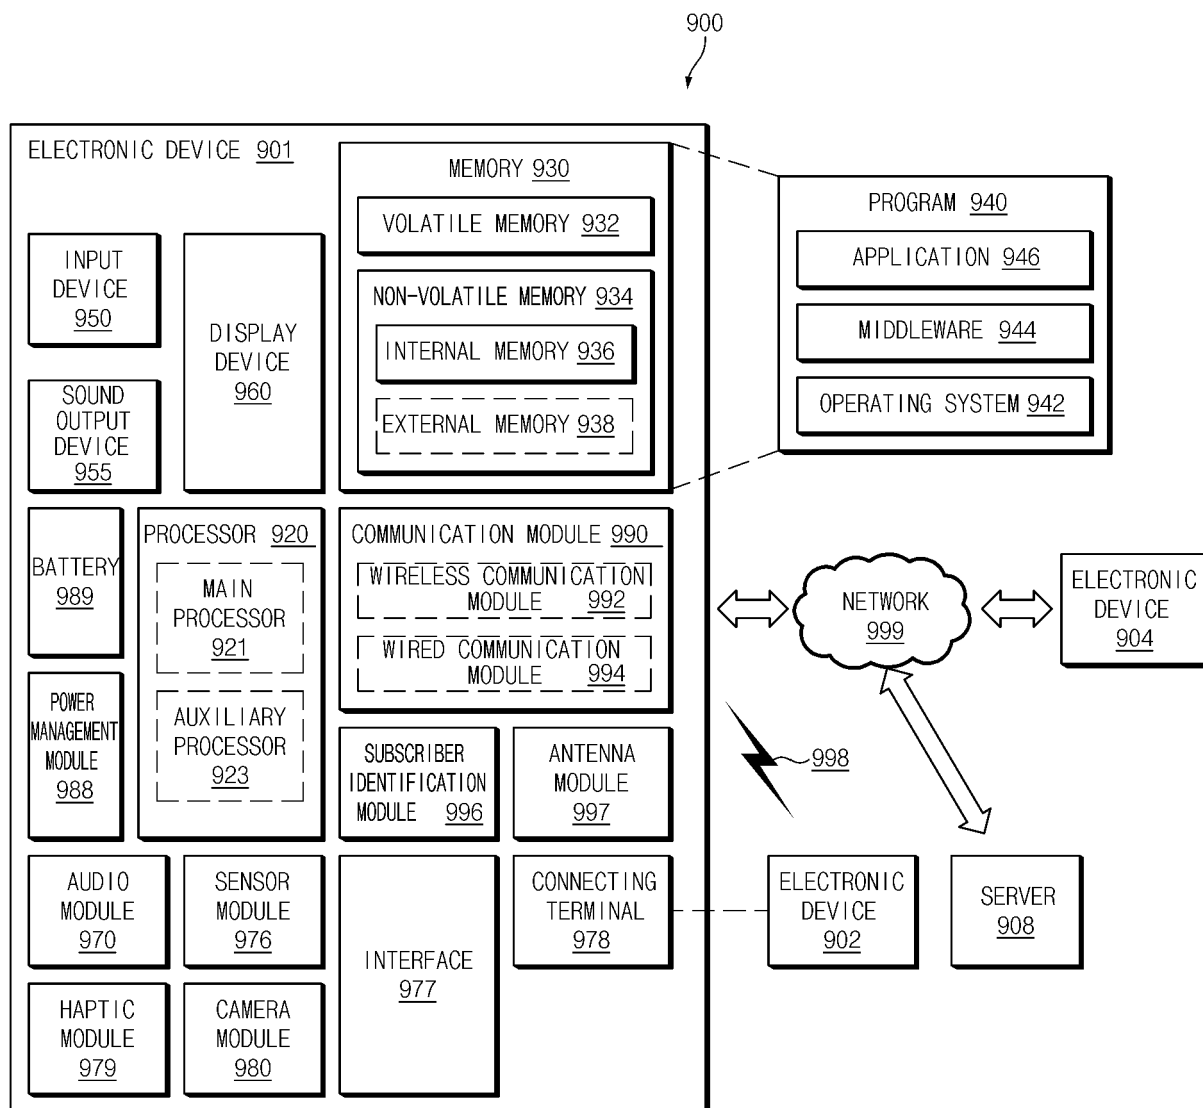 900
ELECTRONIC DEVICE 901
MEMORY 930
VOLATILE MEMORY 932
NON-VOLATILE MEMORY 934
INTERNAL MEMORY 936
EXTERNAL MEMORY 938
PROGRAM 940
APPLICATION 946
MIDDLEWARE 944
OPERATING SYSTEM 942
INPUT
DEVICE
950
DISPLAY
DEVICE
960
SOUND
OUTPUT
DEVICE
955
BATTERY
989
PROCESSOR 920
MAIN
PROCESSOR
921
AUXILIARY
PROCESSOR
923
COMMUNICATION MODULE 990
WIRELESS COMMUNICATION
MODULE 992
WIRED COMMUNICATION
MODULE 994
NETWORK
999
ELECTRONIC
DEVICE
904
POWER
MANAGEMENT
MODULE
988
SUBSCRIBER
IDENTIFICATION
MODULE 996
ANTENNA
MODULE
997
998
AUDIO
MODULE
970
SENSOR
MODULE
976
INTERFACE
977
CONNECTING
TERMINAL
978
ELECTRONIC
DEVICE
902
SERVER
908
HAPTIC
MODULE
979
CAMERA
MODULE
980